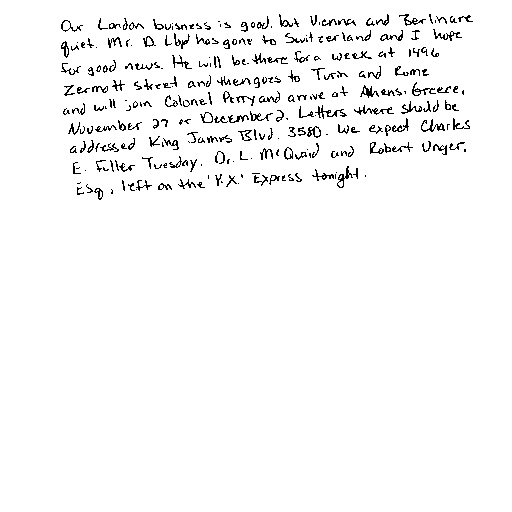 Our London buisness is good, but Vienna and Berlin are
quiet. Mr. D. Lloyd has gone to Switzerland and I hope
for good news. He will be there for a week at 1496
Zermott Street and then goes to Turin and Rome
and will join Colonel Perry and arrive at Athens, Greece,
November 27 or December 2. Letters there should be
addressed King James Blvd. 3580. We expect Charles
E. Fuller Tuesday. Dr. L. McQuaid and Robert Unger,
Esq., left on the 'Y.X.' Express tonight.